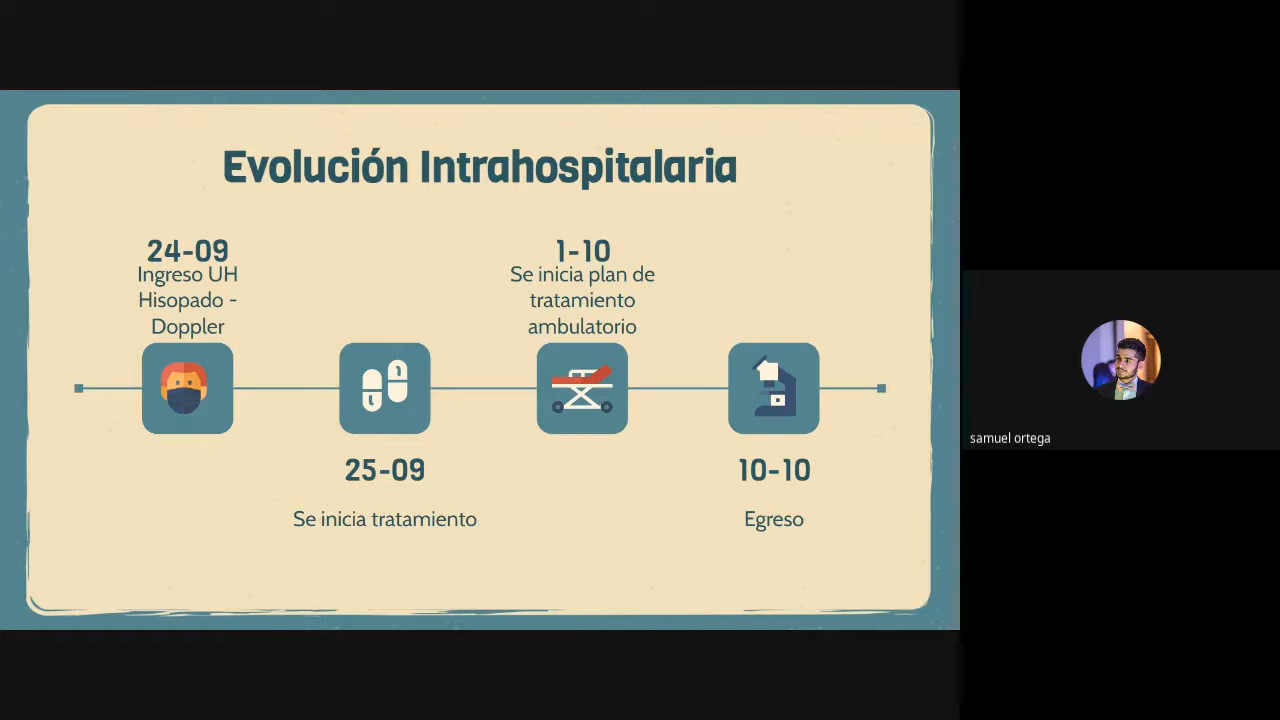 Evolución Intrahospitalaria
24-09
Ingreso UH
Hisopado -
Doppler
25-09
Se inicia tratamiento
1-10
Se inicia plan de
tratamiento
ambulatorio
10-10
Egreso
samuel ortega